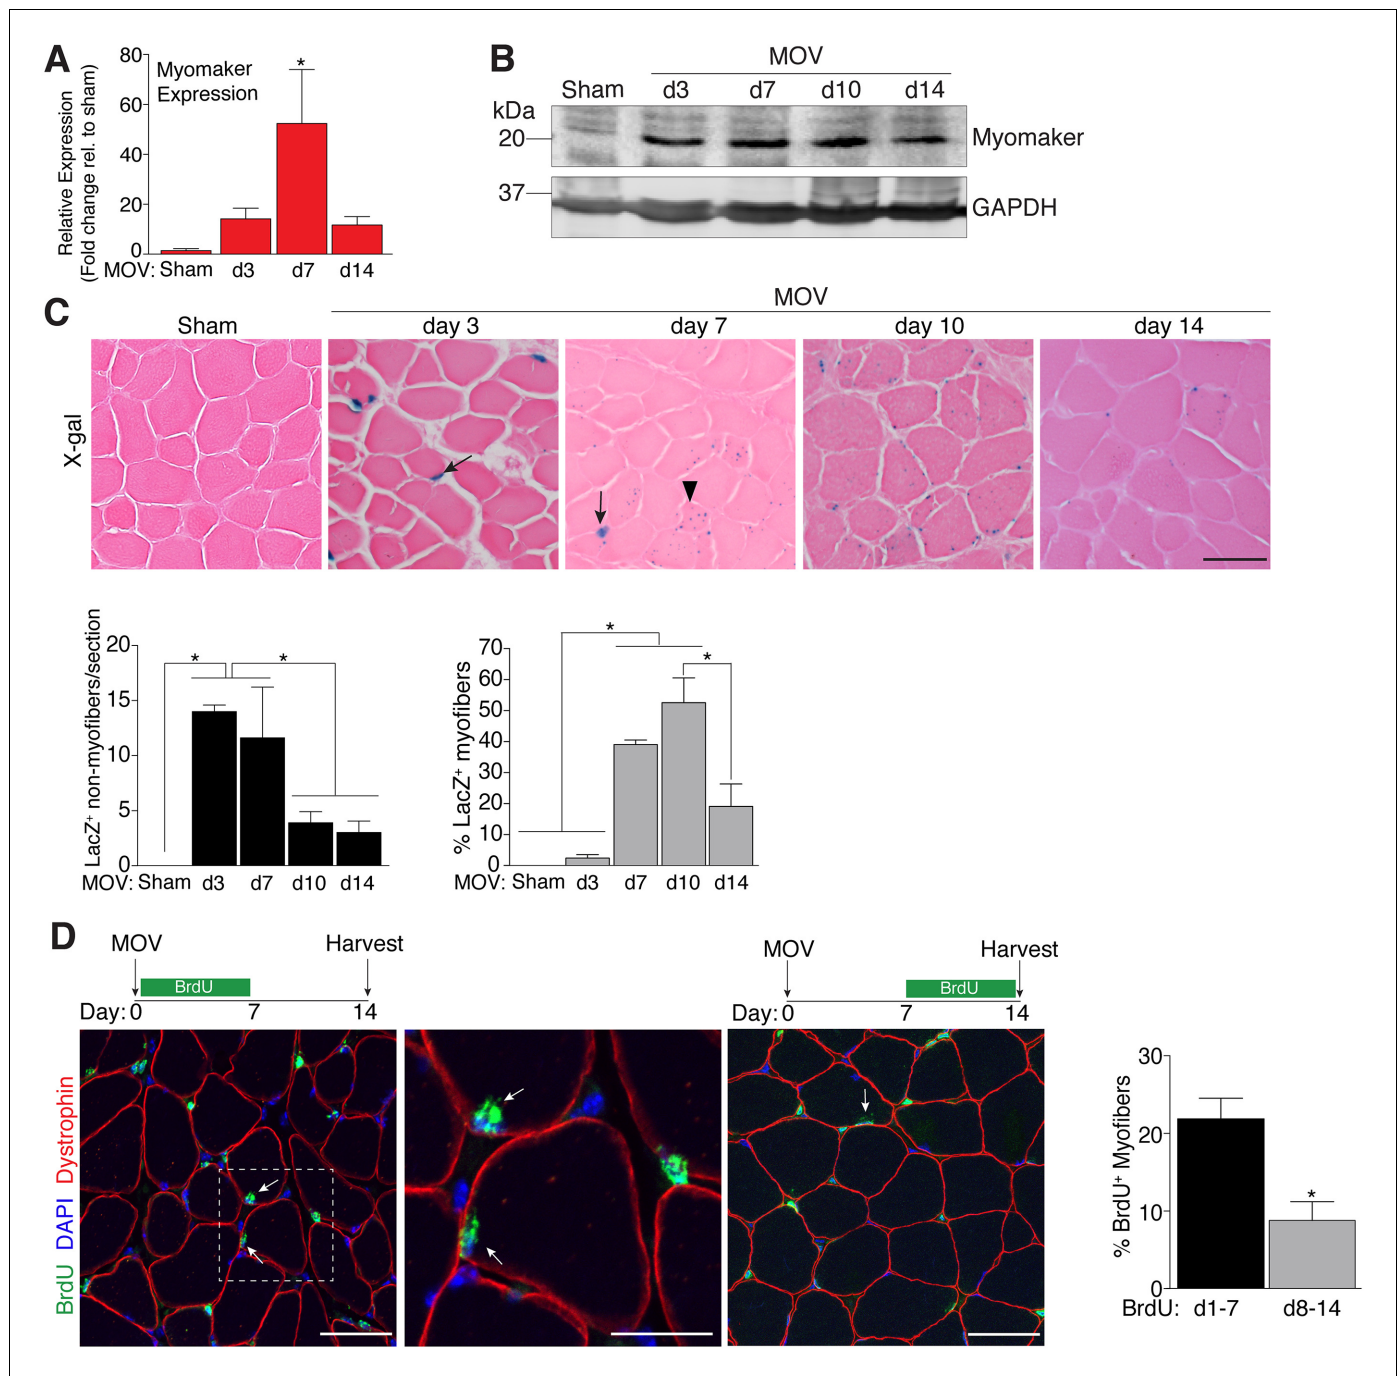 A
80
60
40
20
0
Relative Expression
(Fold change rel. to sham)
Myomaker
Expression
*
MOV: Sham d3 d7 d14
B
MOV
Sham d3 d7 d10 d14
kDa
20
Myomaker
37
GAPDH
C
MOV
Sham day 3 day 7 day 10 day 14
X-gal
LacZ+ non-myofibers/section
20
15
10
5
0
* *
MOV: Sham d3 d7 d10 d14
% LacZ+ myofibers
70
60
50
40
30
20
10
0
* *
MOV: Sham d3 d7 d10 d14
D
MOV Harvest
BrdU
Day: 0 7 14
MOV Harvest
BrdU
Day: 0 7 14
BrdU DAPI Dystrophin
% BrdU+ Myofibers
30
20
10
0
*
BrdU: d1-7 d8-14